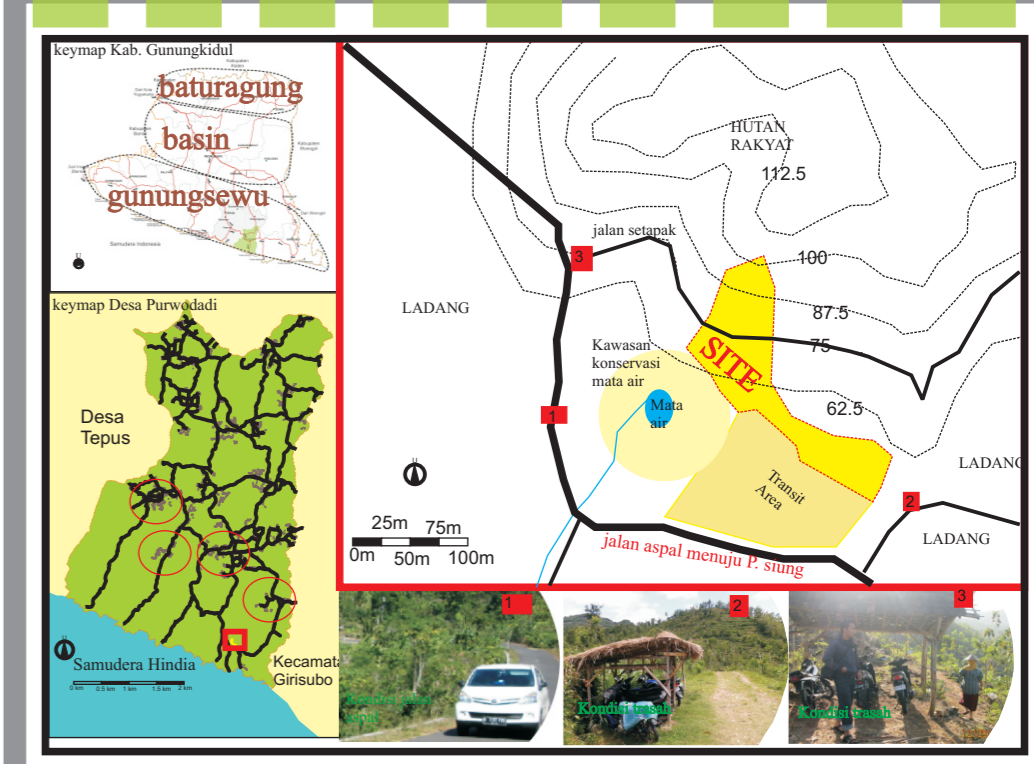 keymap Kab. Gunungkidul
baturagung
basin
gunungsewu
Samudera Indonesia
U
keymap Desa Purwodadi
Desa
Tepus
U
Samudera Hindia
0 km 0.5 km 1 km 1.5 km 2 km
Kecamata
Girisubo
HUTAN
RAKYAT
112.5
jalan setapak
3
100
LADANG
87.5
75
Kawasan
konservasi
mata air
SITE
62.5
Mata
air
1
LADANG
Transit
Area
U
2
LADANG
25m 75m
0m 50m 100m
jalan aspal menuju P. siung
1
2
3
Kondisi jalan
aspal
Kondisi trasah
Kondisi trasah